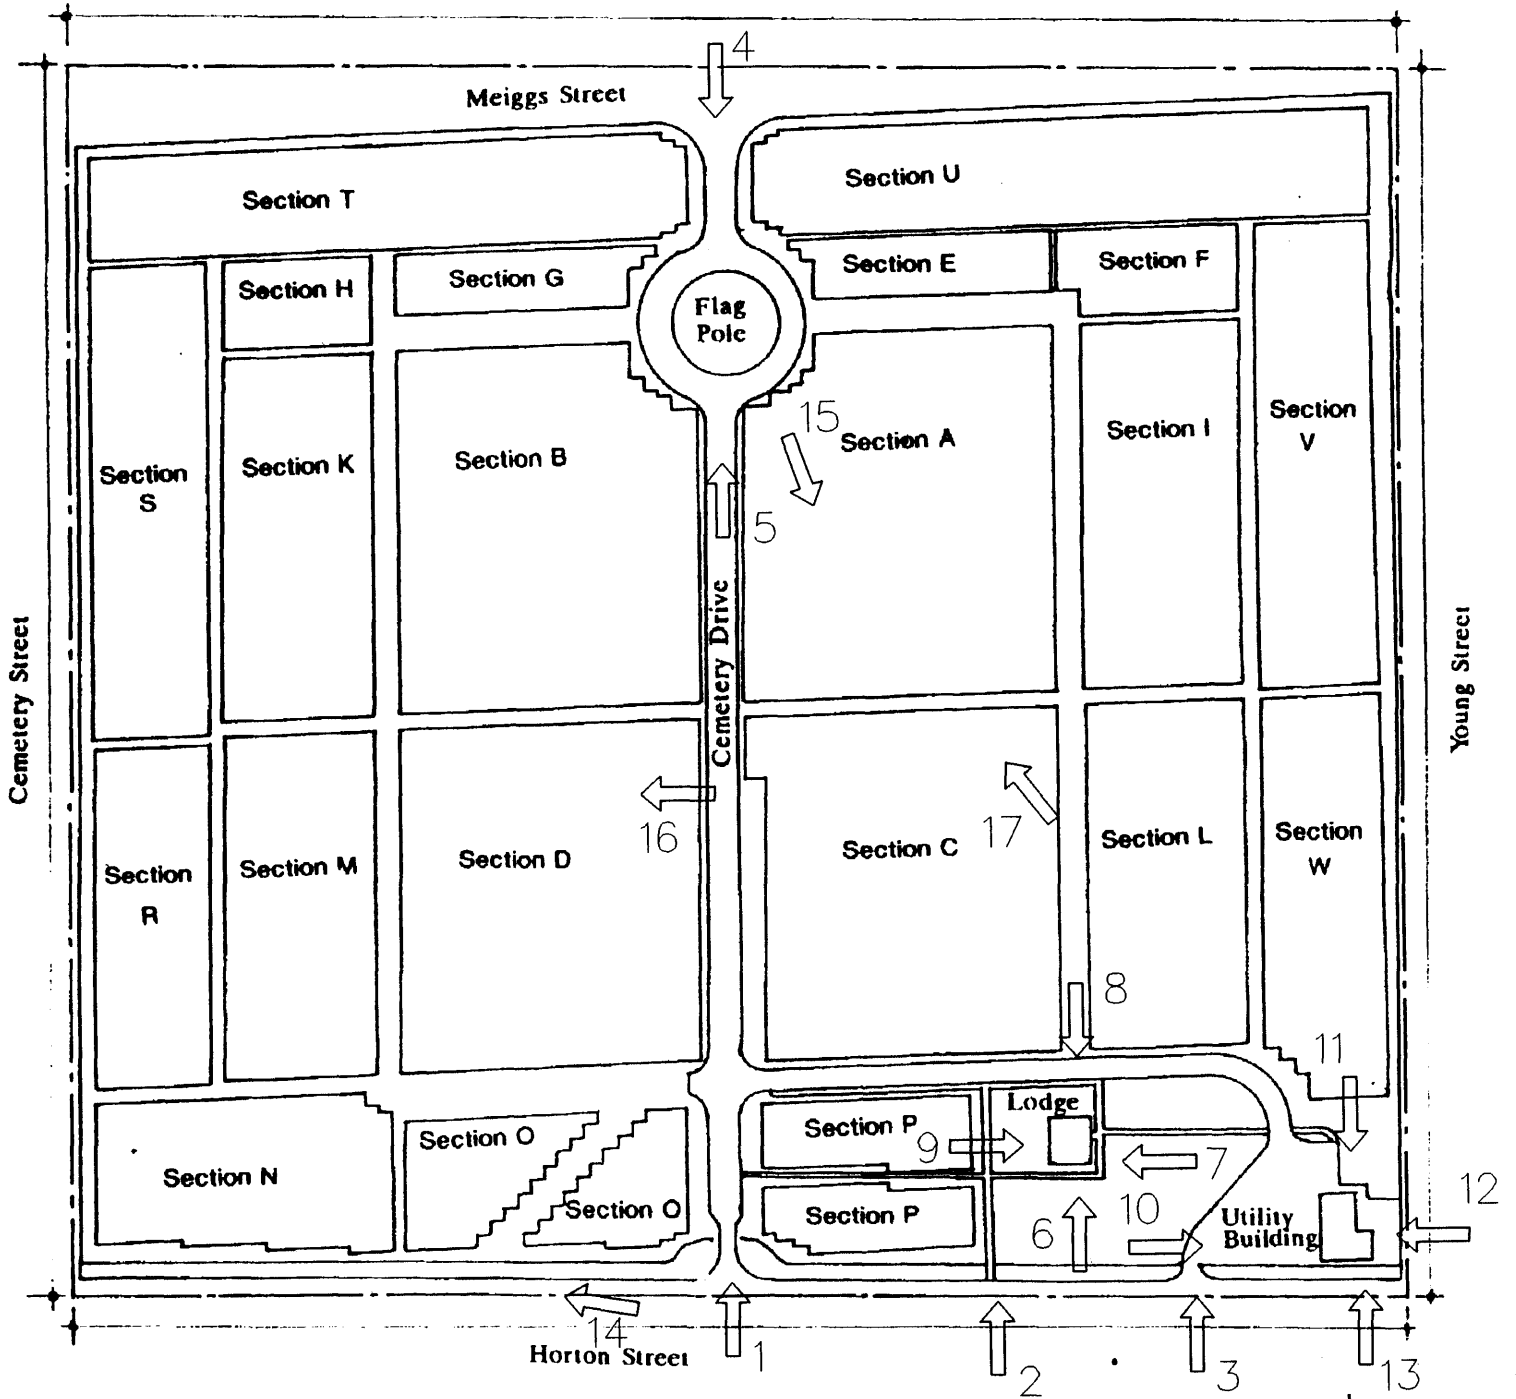 4
Meiggs Street
Section T
Section U
Section H
Section G
Flag
Pole
Section E
Section F
Section
S
Section K
Section B
15
Section A
Section I
Section
V
5
Cemetery Street
Cemetery Drive
Young Street
16
17
Section
R
Section M
Section D
Section C
Section L
Section
W
8
11
Lodge
Section N
Section O
Section O
Section P
9
7
Section P
6
10
Utility
Building
12
14
Horton Street
1
2
3
13